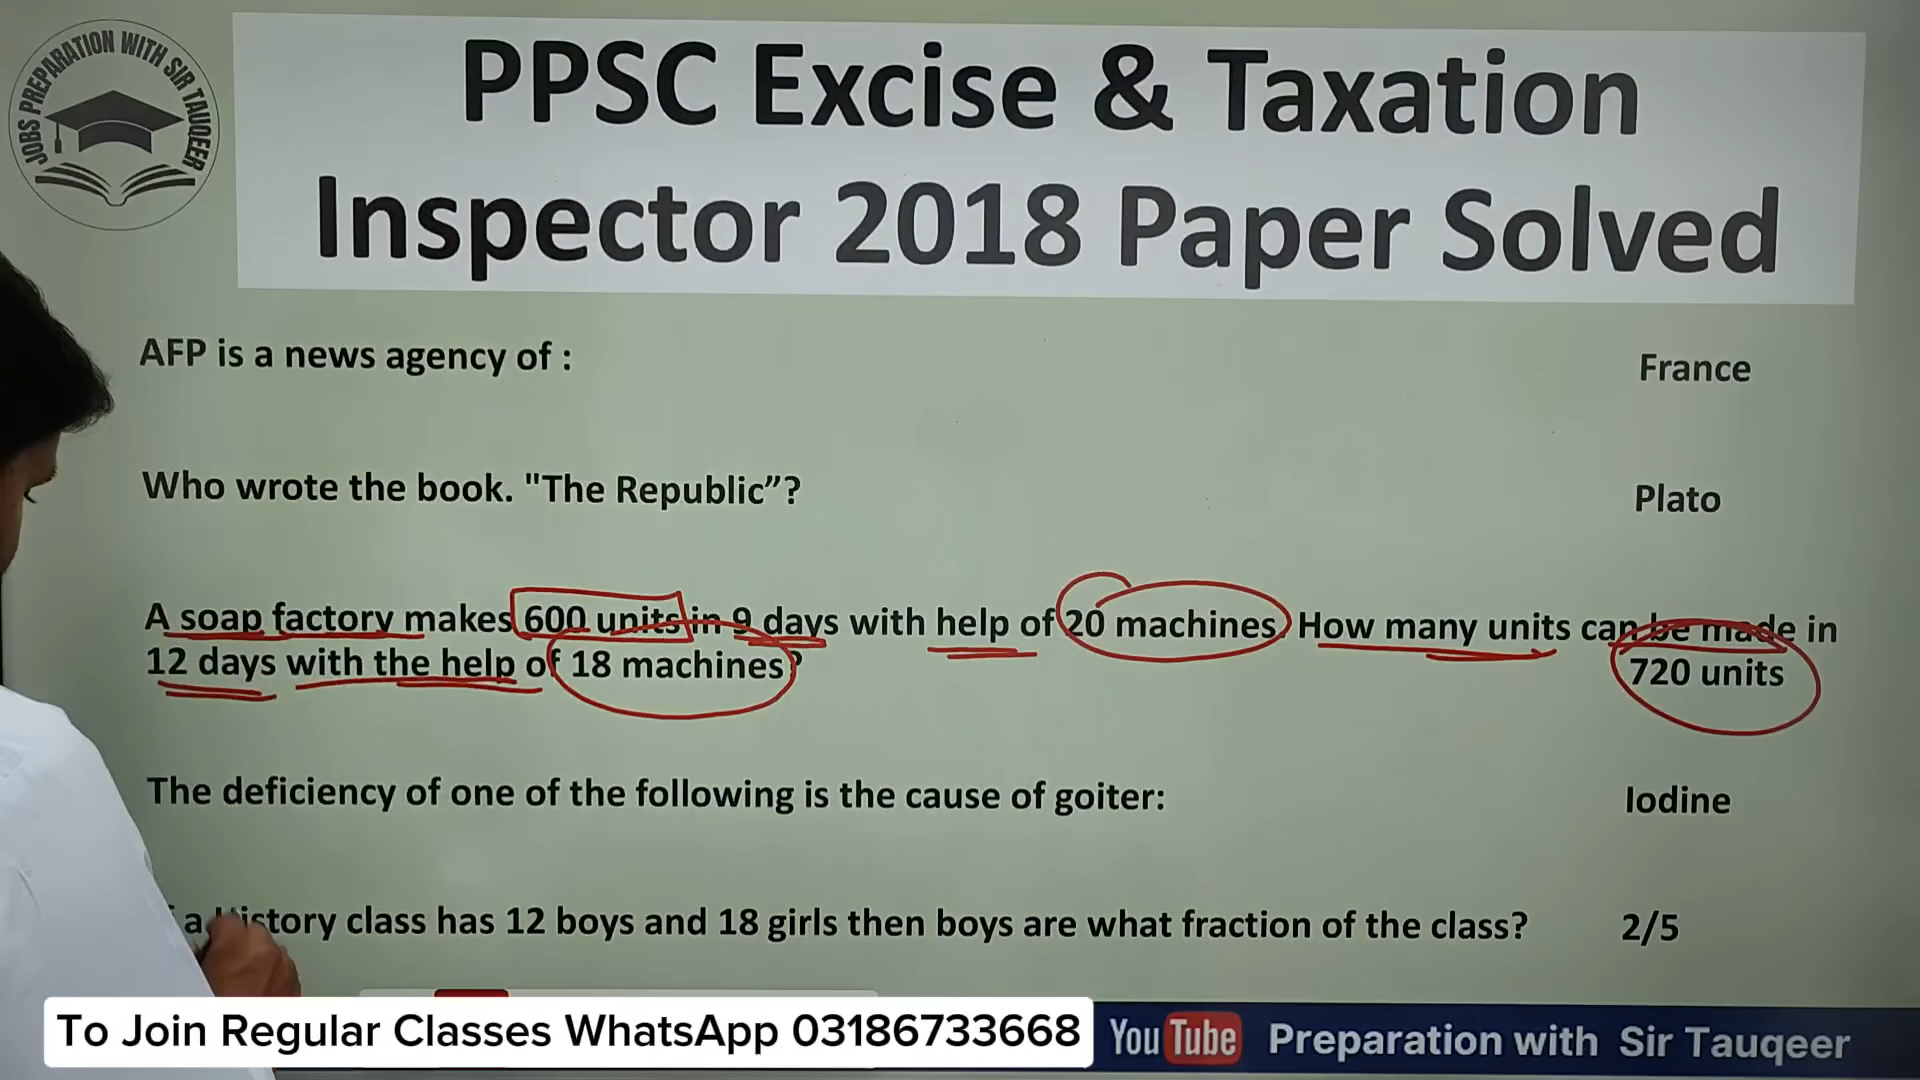 JOBS PREPARATION WITH SIR TAUQEER
PPSC Excise & Taxation
Inspector 2018 Paper Solved
AFP is a news agency of : France
Who wrote the book. "The Republic”? Plato
A soap factory makes 600 units in 9 days with help of 20 machines. How many units can be made in
12 days with the help of 18 machines? 720 units
The deficiency of one of the following is the cause of goiter: Iodine
a History class has 12 boys and 18 girls then boys are what fraction of the class? 2/5
To Join Regular Classes WhatsApp 03186733668
YouTube Preparation with Sir Tauqeer